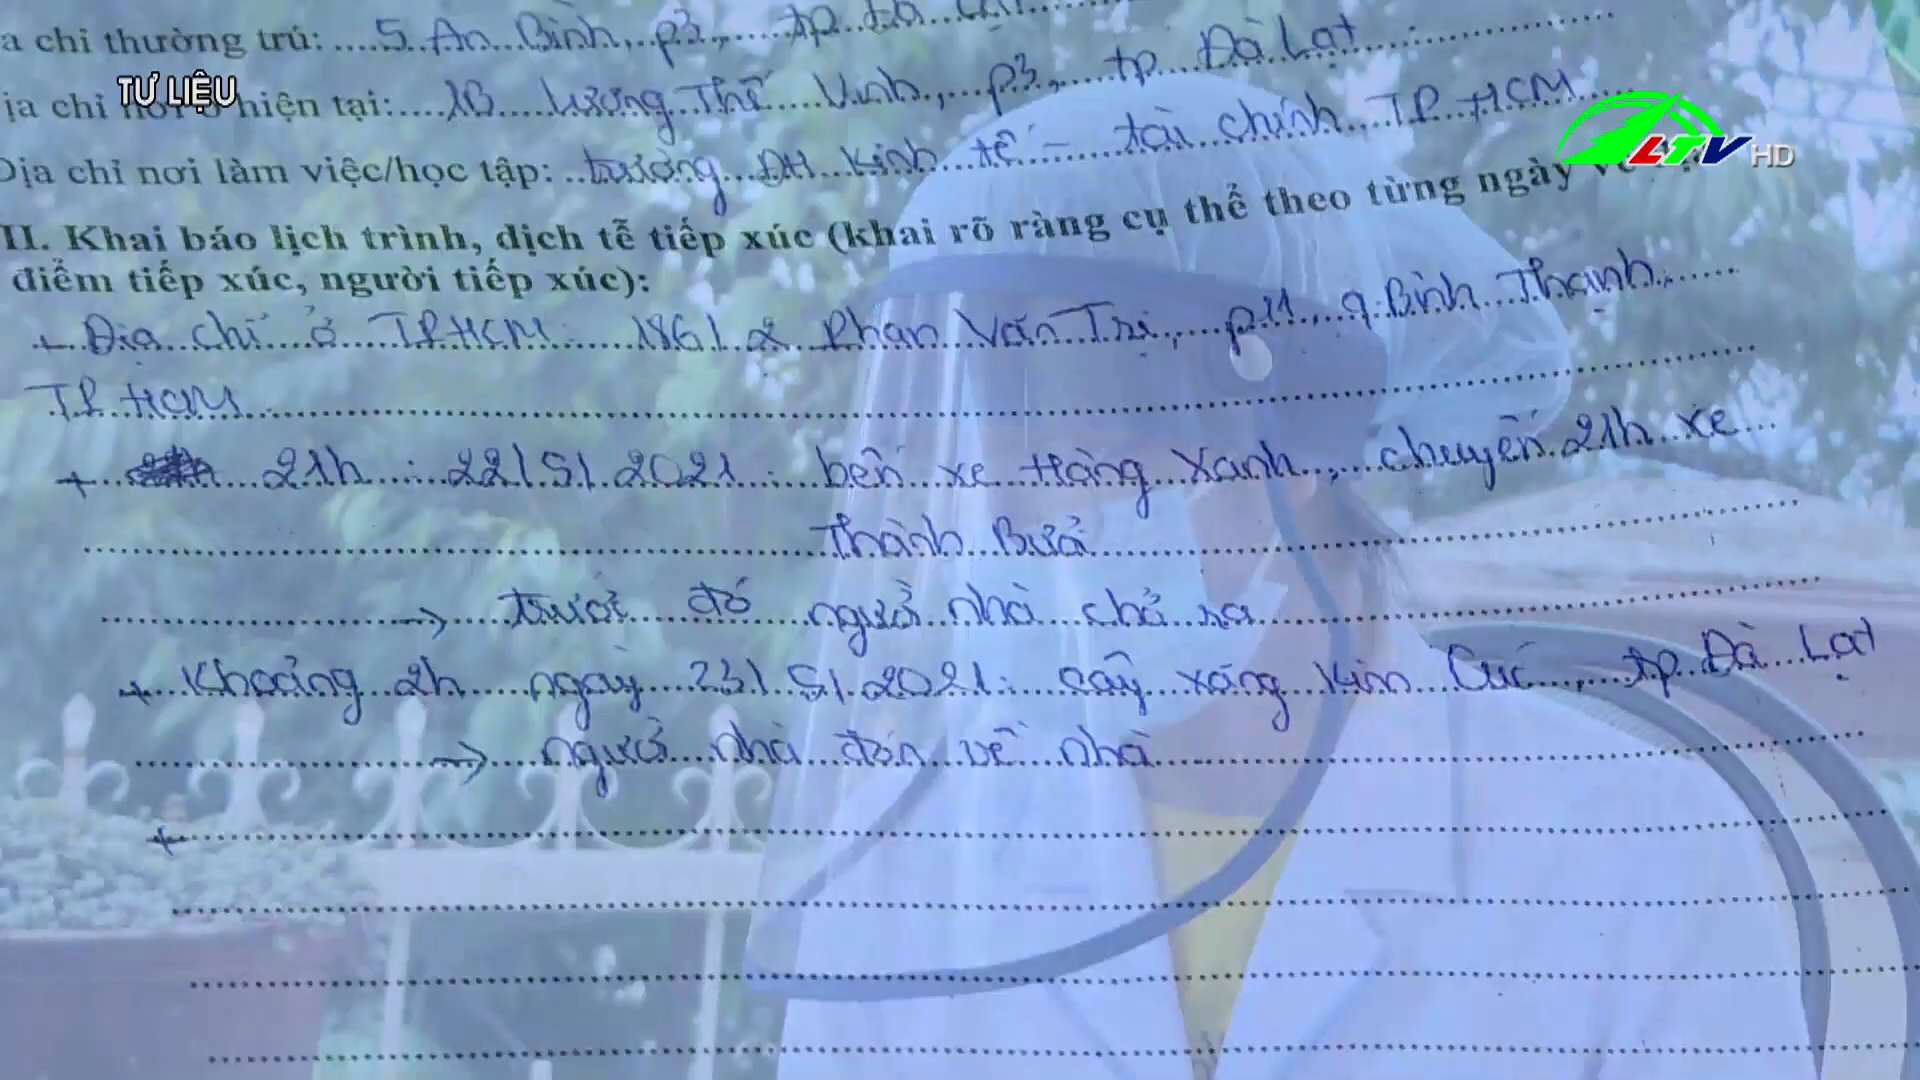 a chỉ thường trú: 5 An Bình, p3, tp Đà Lạt
TƯ LIỆU
ịa chỉ nơi ở hiện tại: 1B Lương Thế Vinh, p3, tp Đà Lạt
Địa chỉ nơi làm việc/học tập: trường ĐH Kinh tế - tài chính TP. HCM
LTV HD
II. Khai báo lịch trình, dịch tễ tiếp xúc (khai rõ ràng cụ thể theo từng ngày về
điểm tiếp xúc, người tiếp xúc):
+ Địa chỉ ở TP.HCM: 186/2 Phan Văn Trị, p11, q.Bình Thạnh,
TP.HCM
+ 21h : 22/5/2021 : bến xe Hàng Xanh, chuyến 21h xe
Thành Bưởi
→ trước đó người nhà chở ra
+ Khoảng 2h ngày 23/5/2021: cây xăng Kim Cúc, tp Đà Lạt
→ người nhà đón về nhà
+